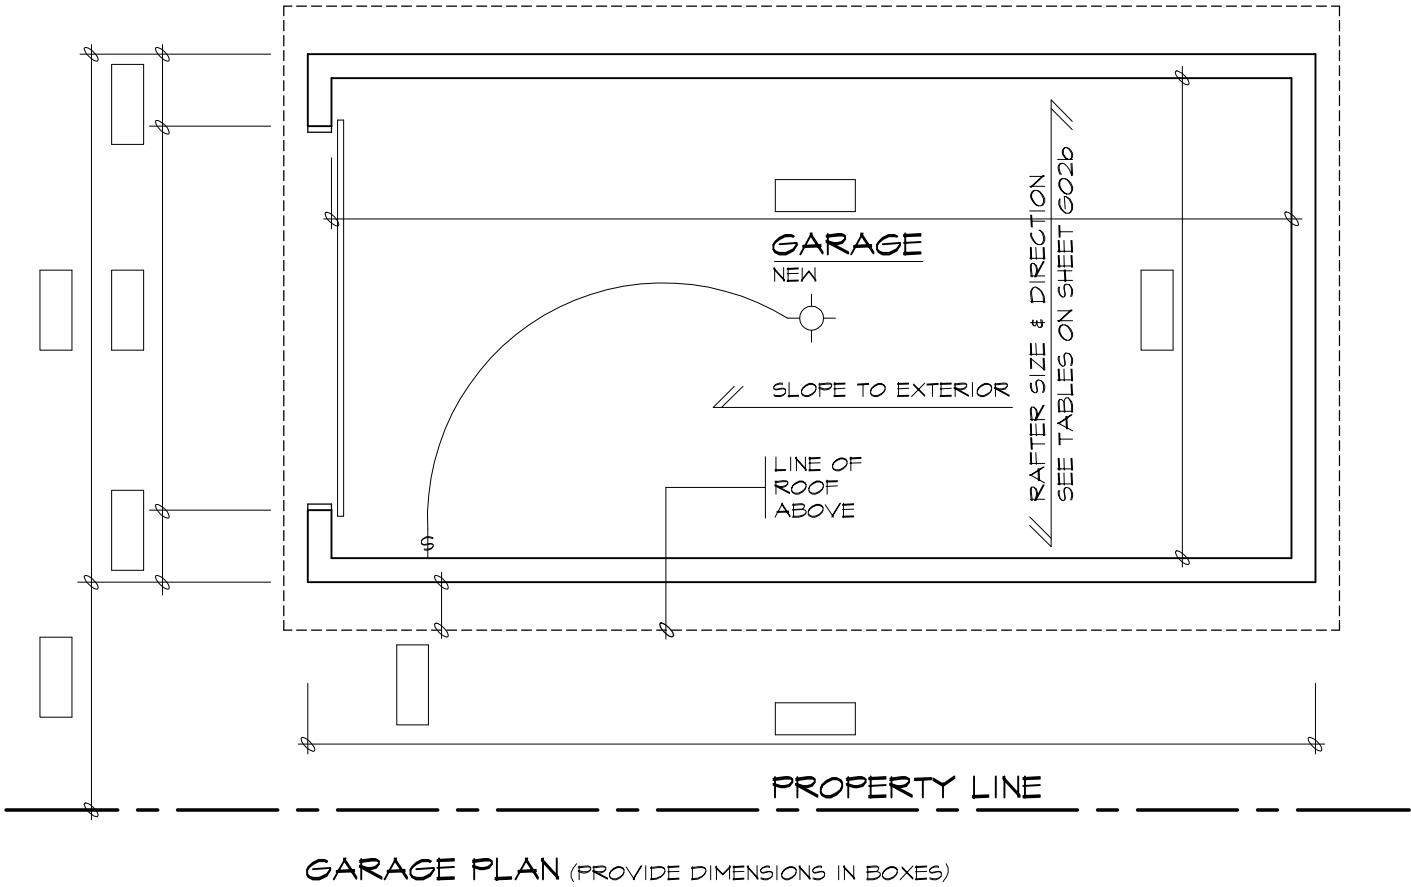 GARAGE
NEW
RAFTER SIZE & DIRECTION
SEE TABLES ON SHEET G02b
SLOPE TO EXTERIOR
LINE OF
ROOF
ABOVE
S
PROPERTY LINE
GARAGE PLAN (PROVIDE DIMENSIONS IN BOXES)